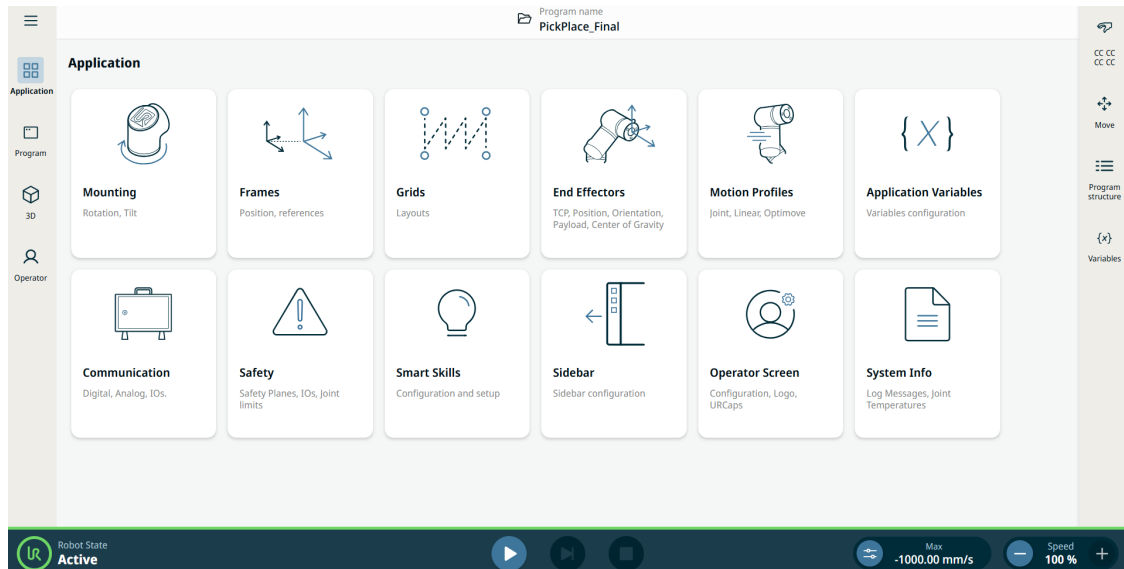 Program name
PickPlace_Final
Application
Application
Program
3D
Operator
Mounting
Rotation, Tilt
Frames
Position, references
Grids
Layouts
End Effectors
TCP, Position, Orientation,
Payload, Center of Gravity
Motion Profiles
Joint, Linear, Optimove
{X}
Application Variables
Variables configuration
Communication
Digital, Analog, IOs.
Safety
Safety Planes, IOs, Joint
limits
Smart Skills
Configuration and setup
Sidebar
Sidebar configuration
Operator Screen
Configuration, Logo,
URCaps
System Info
Log Messages, Joint
Temperatures
CC CC
CC CC
Move
Program
structure
{x}
Variables
UR
Robot State
Active
Max
-1000.00 mm/s
Speed
100 %